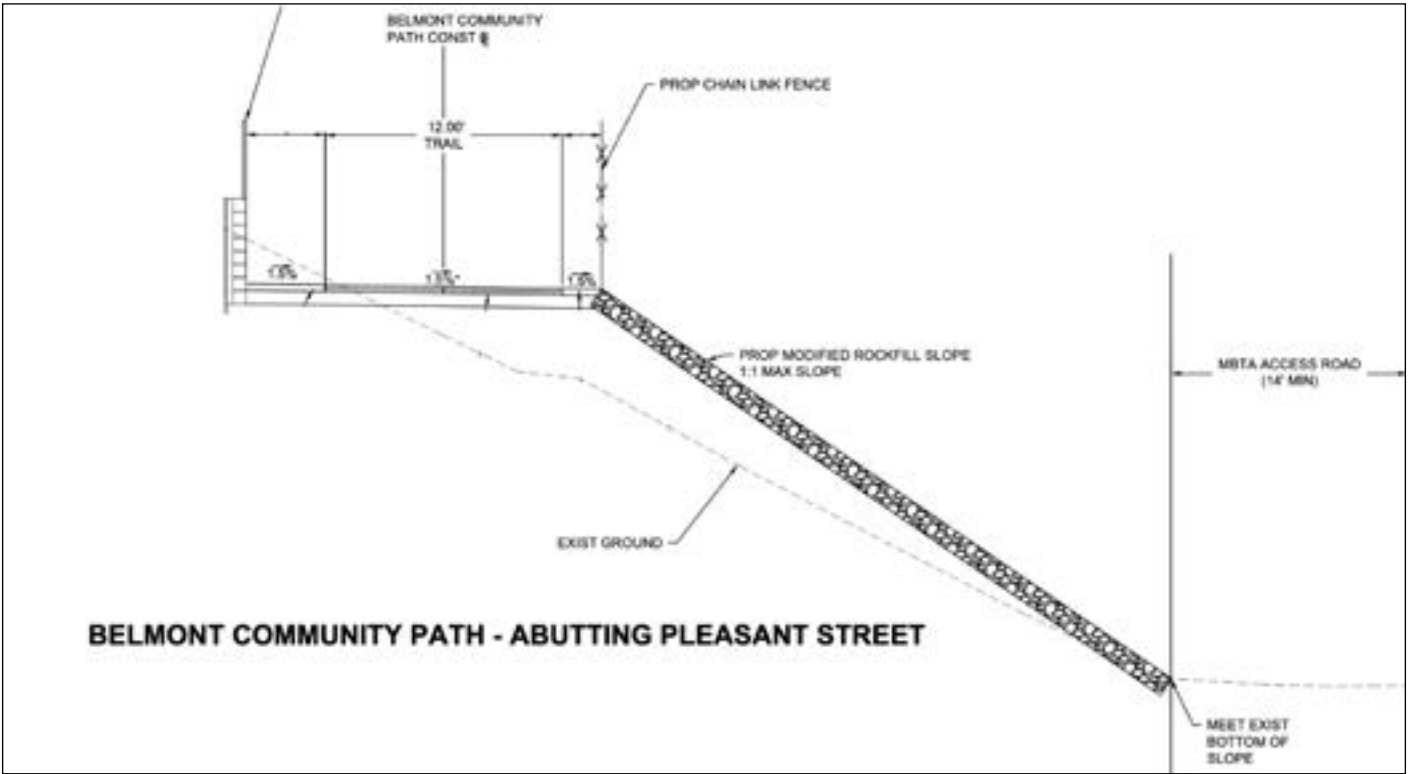 BELMONT COMMUNITY
PATH CONST ℄
PROP CHAIN LINK FENCE
12.00'
TRAIL
1.5%
1.5%*
1.5%
PROP MODIFIED ROCKFILL SLOPE
1:1 MAX SLOPE
MBTA ACCESS ROAD
(14' MIN)
EXIST GROUND
BELMONT COMMUNITY PATH - ABUTTING PLEASANT STREET
MEET EXIST
BOTTOM OF
SLOPE